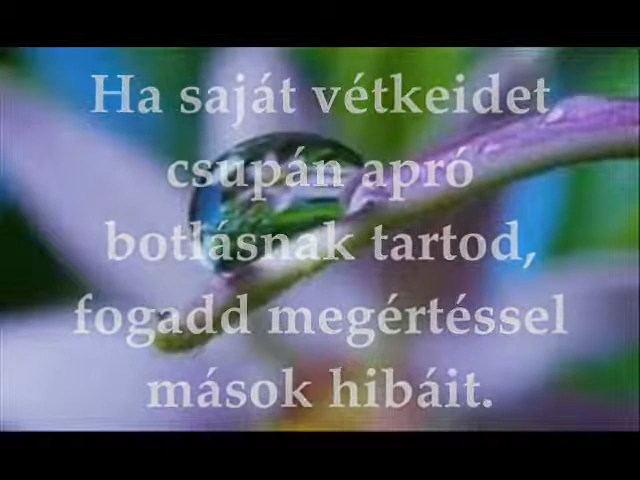 Ha saját vétkeidet
csupán apró
botlásnak tartod,
fogadd megértéssel
mások hibáit.